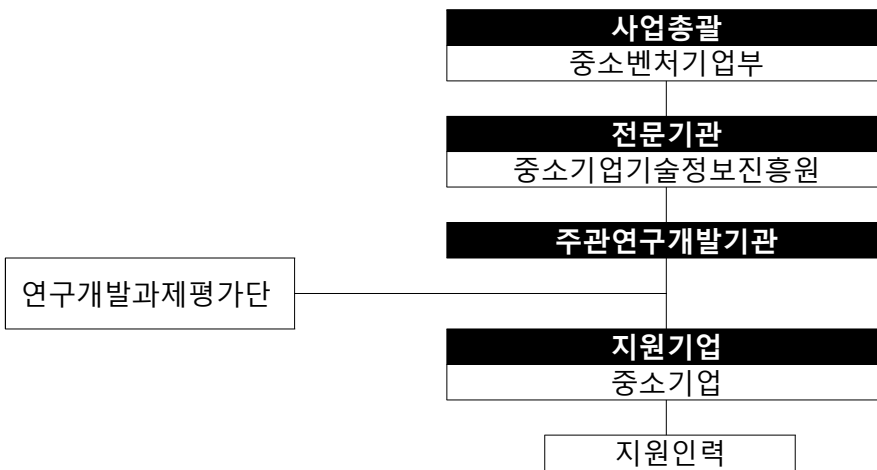 사업총괄
중소벤처기업부
전문기관
중소기업기술정보진흥원
주관연구개발기관
연구개발과제평가단
지원기업
중소기업
지원인력